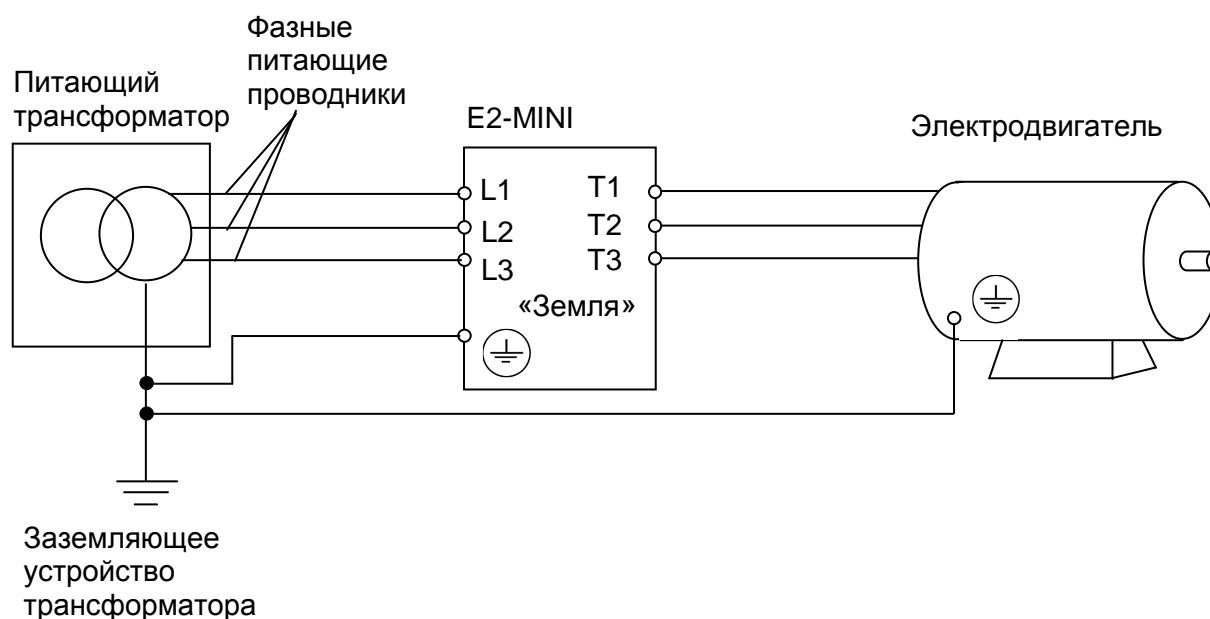 Фазные
питающие
проводники
Питающий
трансформатор
E2-MINI
Электродвигатель
L1
T1
L2
T2
L3
T3
«Земля»
Заземляющее
устройство
трансформатора